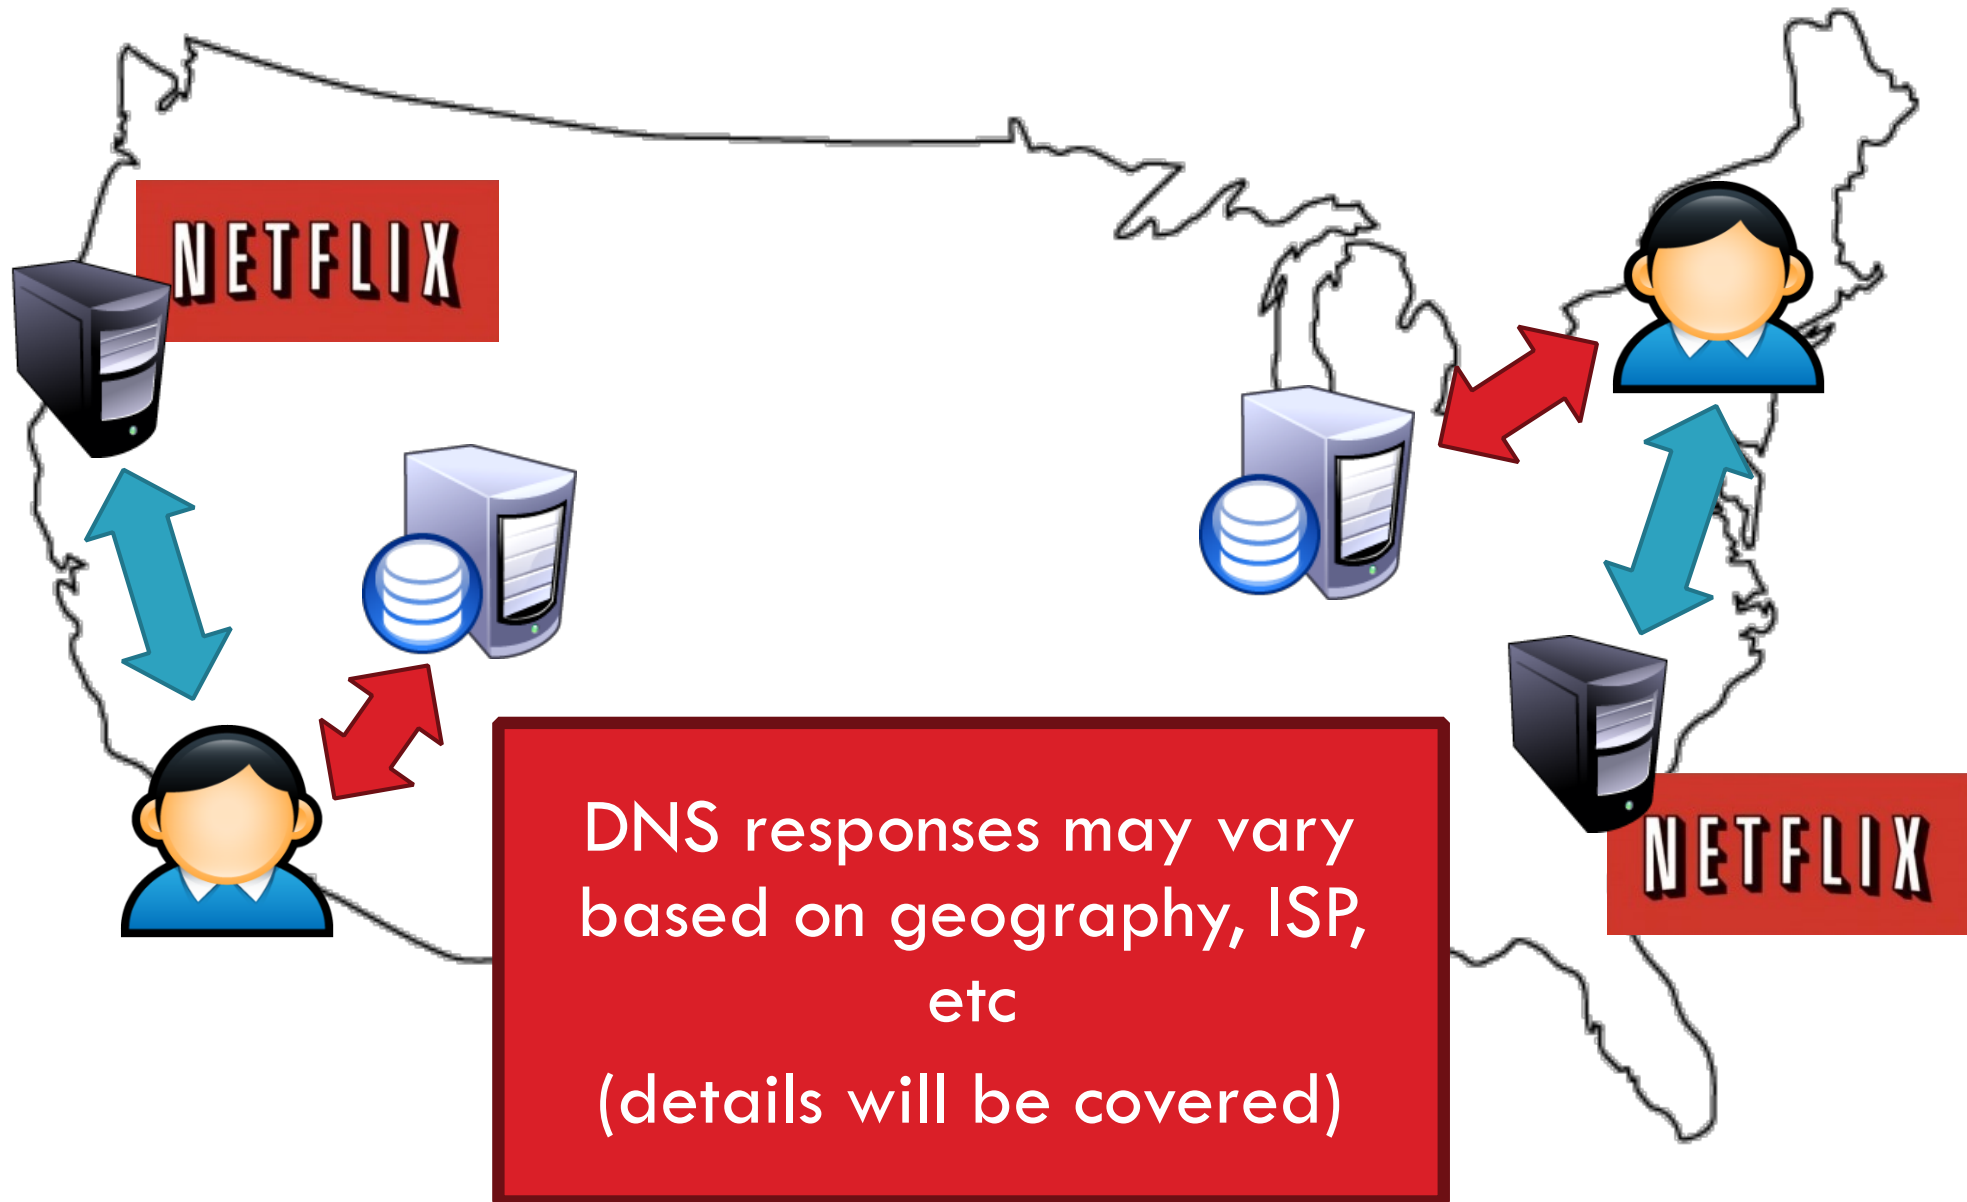 NETFLIX
DNS responses may vary
based on geography, ISP,
etc
(details will be covered)
NETFLIX